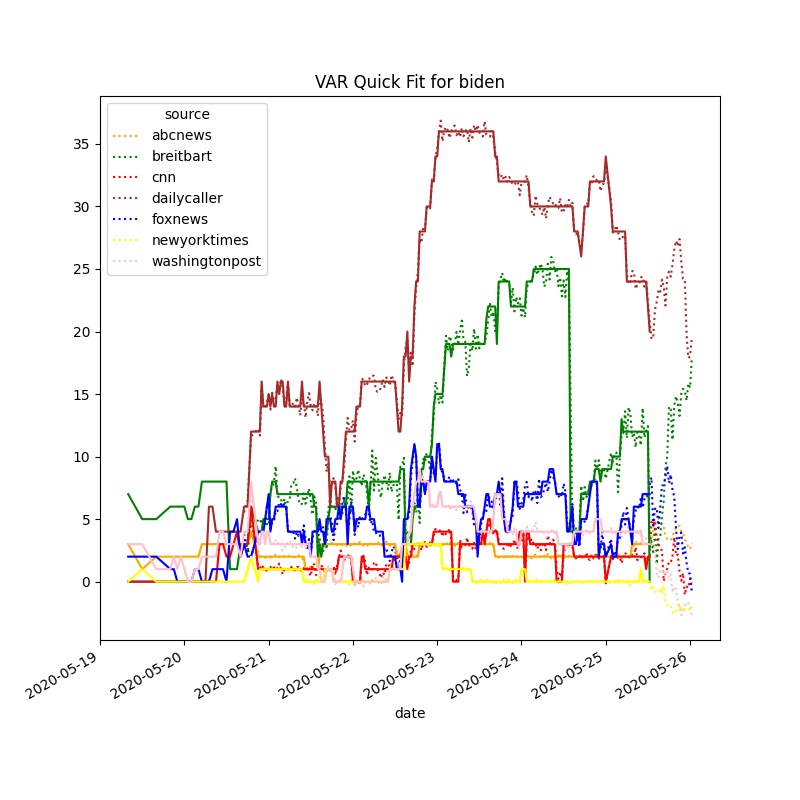 VAR Quick Fit for biden
source
abcnews
breitbart
cnn
dailycaller
foxnews
newyorktimes
washingtonpost
35
30
25
20
15
10
5
0
2020-05-19
2020-05-20
2020-05-21
2020-05-22
2020-05-23
2020-05-24
2020-05-25
2020-05-26
date